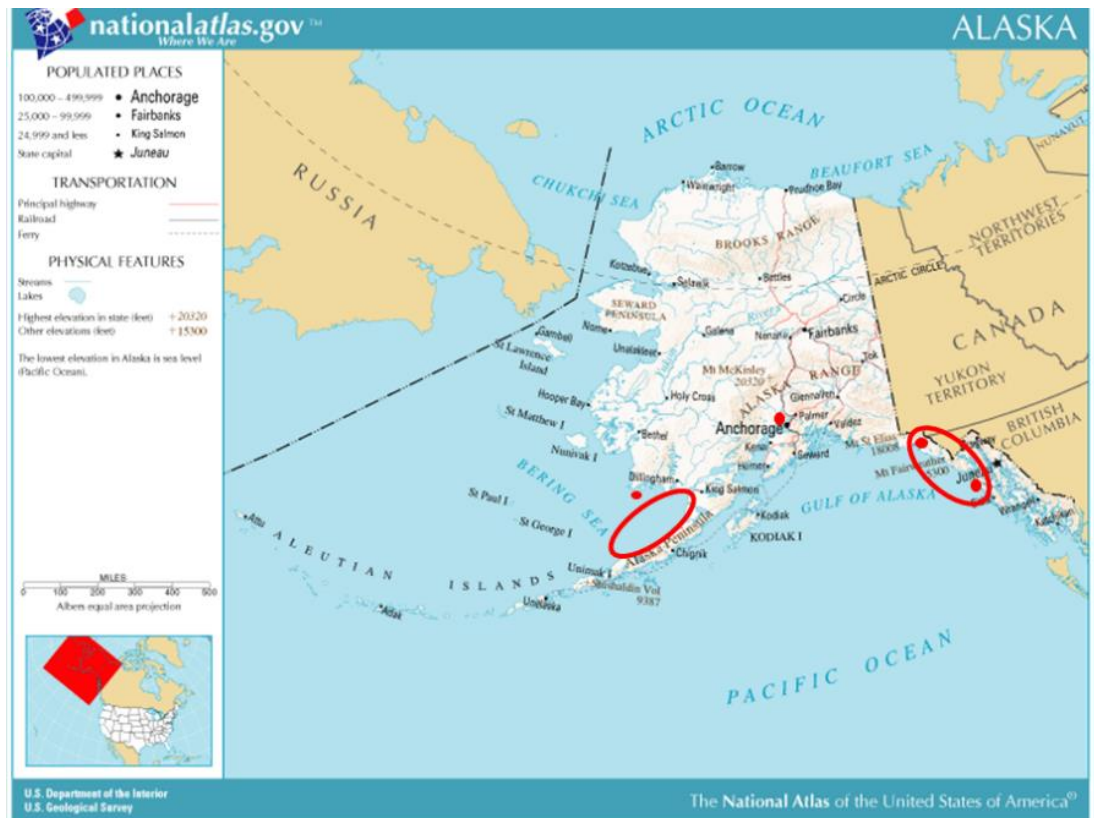 nationalatlas.gov™
Where We Are
ALASKA
POPULATED PLACES
100,000 – 499,999 • Anchorage
25,000 – 99,999 • Fairbanks
24,999 and less • King Salmon
State capital ★ Juneau
TRANSPORTATION
Principal highway
Railroad
Ferry
PHYSICAL FEATURES
Streams
Lakes
Highest elevation in state (feet) +20320
Other elevations (feet) +15300
The lowest elevation in Alaska is sea level
(Pacific Ocean).
MILES
0 100 200 300 400 500
Albers equal area projection
ARCTIC OCEAN
BEAUFORT SEA
CHUKCHI SEA
RUSSIA
NUNAVUT
NORTHWEST
TERRITORIES
Barrow
Wainwright
Prudhoe Bay
BROOKS RANGE
ARCTIC CIRCLE
Kotzebue
Selawik
Bettles
Circle
SEWARD
PENINSULA
CANADA
Gambell
Nome
Galena
River
Nenana
Fairbanks
St Lawrence
Island
Unalakleet
Tok
Mt McKinley
20320
ALASKA RANGE
YUKON
TERRITORY
Hooper Bay
Holy Cross
Glennallen
St Matthew I
Palmer
Anchorage
Valdez
BRITISH
COLUMBIA
Bethel
Nunivak I
Kenai
Seward
Mt St Elias
18008
Homer
Mt Fairweather
Juneau
BERING SEA
Dillingham
King Salmon
GULF OF ALASKA
Wrangell
Ketchikan
St Paul I
St George I
Kodiak
KODIAK I
Alaska Peninsula
Chignik
Attu
ALEUTIAN ISLANDS
Unimak I
Shishaldin Vol
9387
Adak
Unalaska
PACIFIC OCEAN
U.S. Department of the Interior
U.S. Geological Survey
The National Atlas of the United States of America®